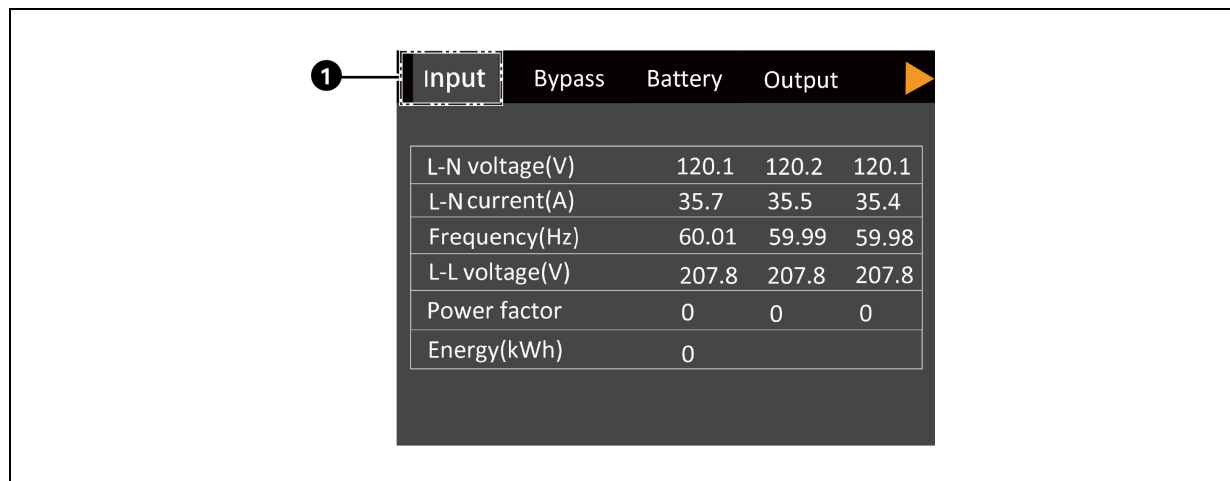 1 Input Bypass Battery Output
L-N voltage(V) 120.1 120.2 120.1
L-N current(A) 35.7 35.5 35.4
Frequency(Hz) 60.01 59.99 59.98
L-L voltage(V) 207.8 207.8 207.8
Power factor 0 0 0
Energy(kWh) 0